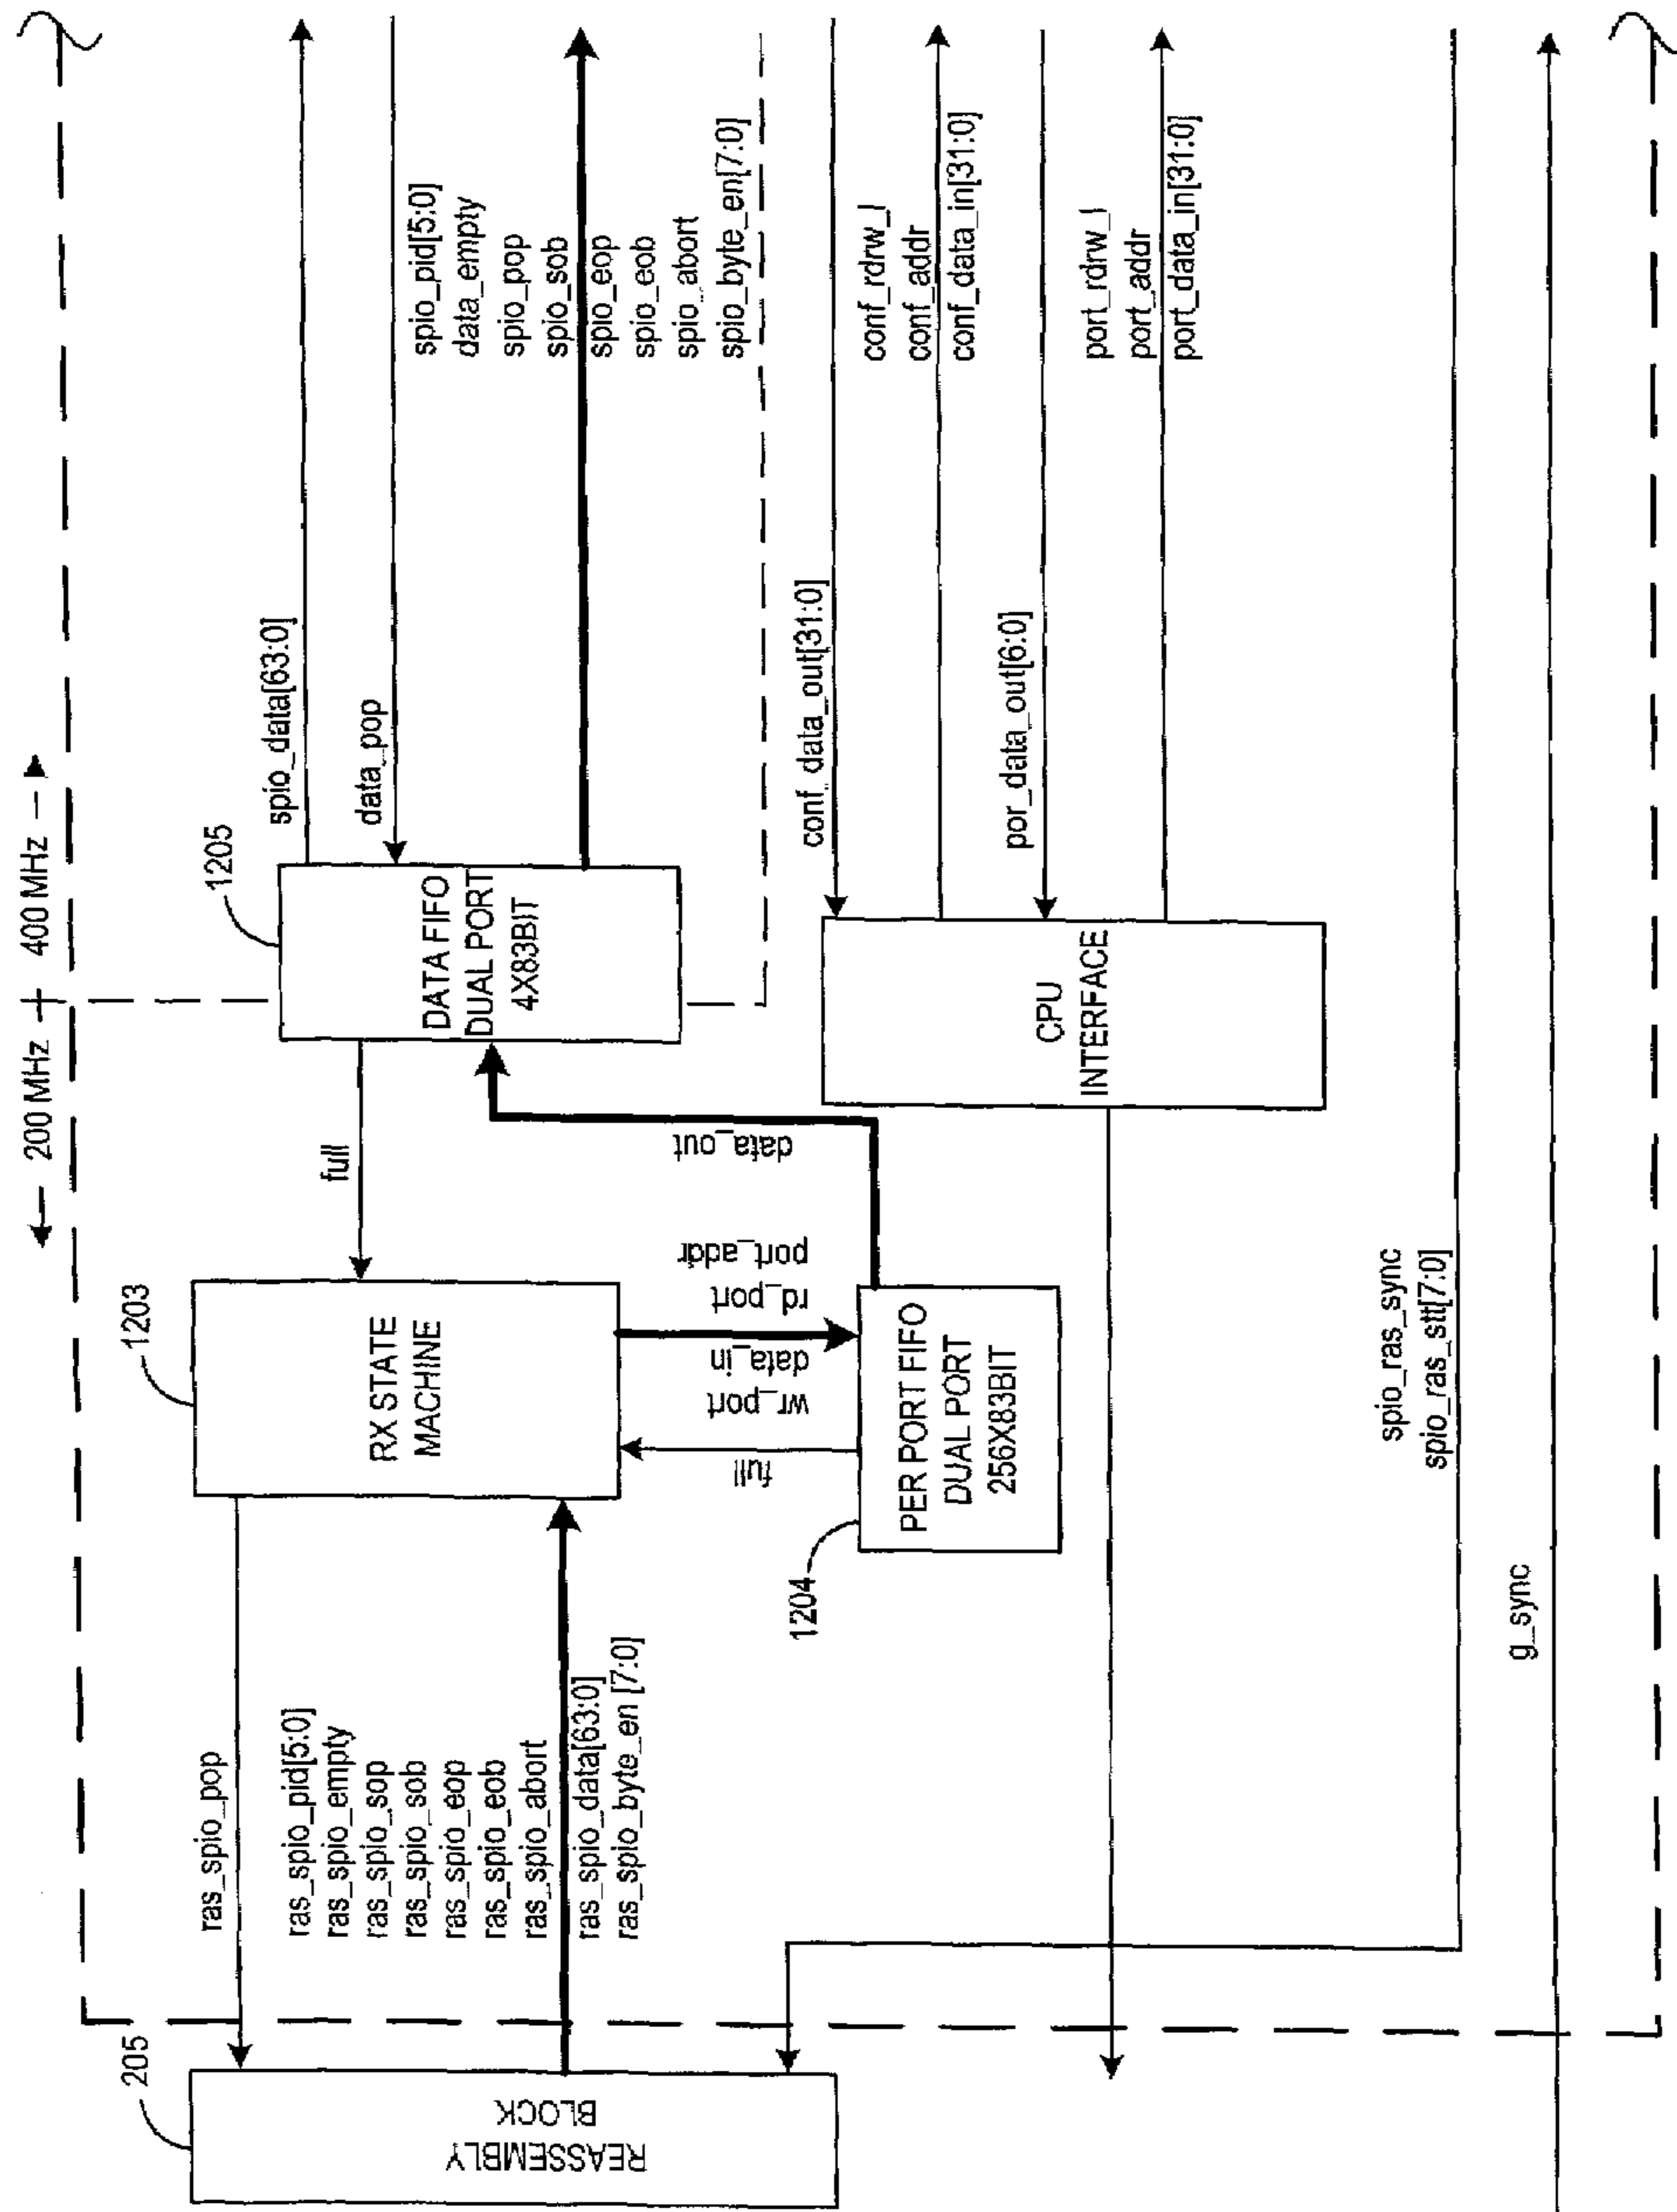 200 MHz
400 MHz
205
REASSEMBLY
BLOCK
ras_spio_pop
ras_spio_pid[5:0]
ras_spio_empty
ras_spio_sop
ras_spio_sob
ras_spio_eop
ras_spio_eob
ras_spio_abort
ras_spio_data[63:0]
ras_spio_byte_en [7:0]
1203
RX STATE
MACHINE
full
full
wr_port
data_in
rd_port
port_addr
1204
PER PORT FIFO
DUAL PORT
256X83BIT
data_out
1205
DATA FIFO
DUAL PORT
4X83BIT
spio_data[63:0]
data_pop
spio_pid[5:0]
data_empty
spio_pop
spio_sob
spio_eop
spio_eob
spio_abort
spio_byte_en[7:0]
CPU
INTERFACE
conf_data_out[31:0]
conf_rdrw_l
conf_addr
conf_data_in[31:0]
por_data_out[6:0]
port_rdrw_l
port_addr
port_data_in[31:0]
spio_ras_sync
spio_ras_stt[7:0]
g_sync